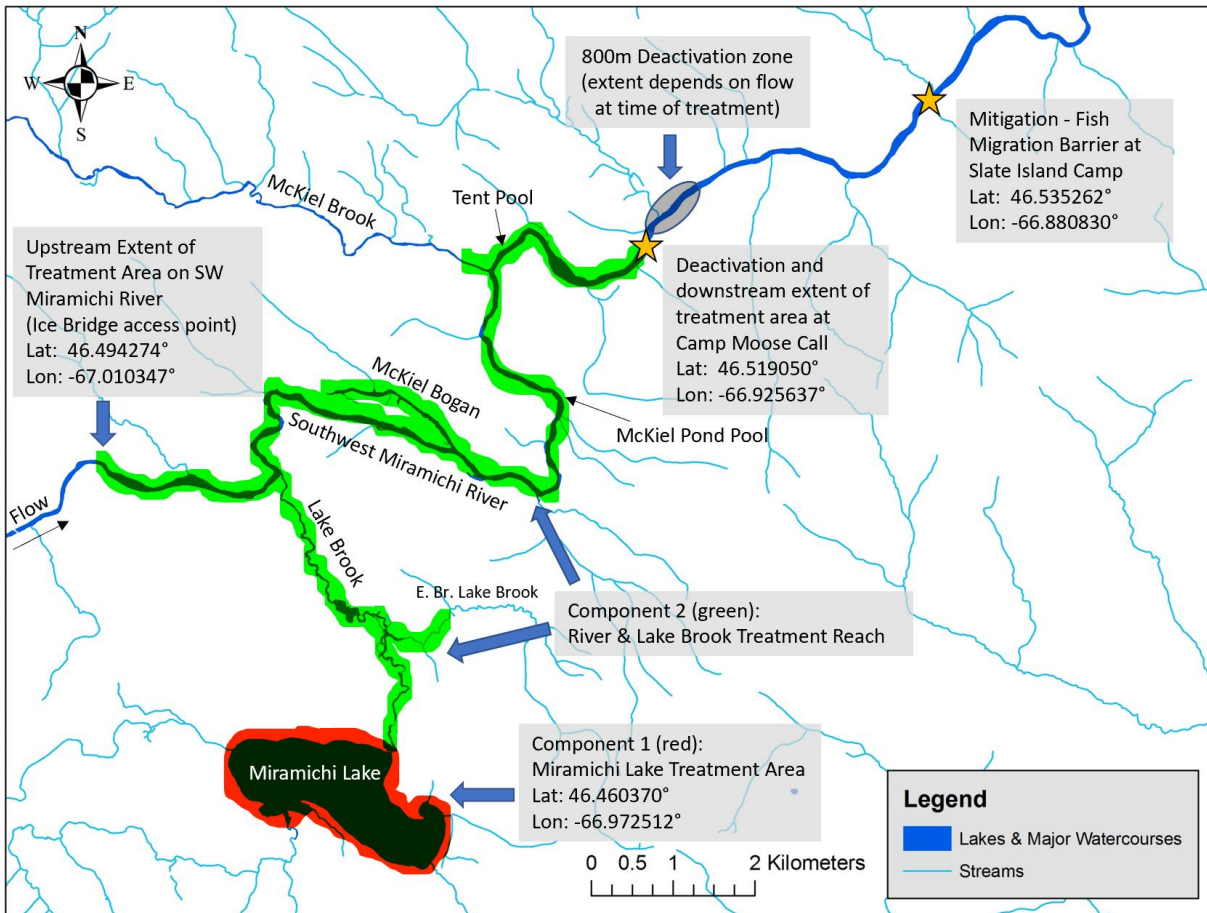 N
W E
S
800m Deactivation zone
(extent depends on flow
at time of treatment)
Mitigation - Fish
Migration Barrier at
Slate Island Camp
Lat: 46.535262°
Lon: -66.880830°
McKiel Brook
Tent Pool
Upstream Extent of
Treatment Area on SW
Miramichi River
(Ice Bridge access point)
Lat: 46.494274°
Lon: -67.010347°
Deactivation and
downstream extent of
treatment area at
Camp Moose Call
Lat: 46.519050°
Lon: -66.925637°
McKiel Bogan
Southwest Miramichi River
McKiel Pond Pool
Flow
Lake Brook
E. Br. Lake Brook
Component 2 (green):
River & Lake Brook Treatment Reach
Miramichi Lake
Component 1 (red):
Miramichi Lake Treatment Area
Lat: 46.460370°
Lon: -66.972512°
0 0.5 1 2 Kilometers
Legend
Lakes & Major Watercourses
Streams